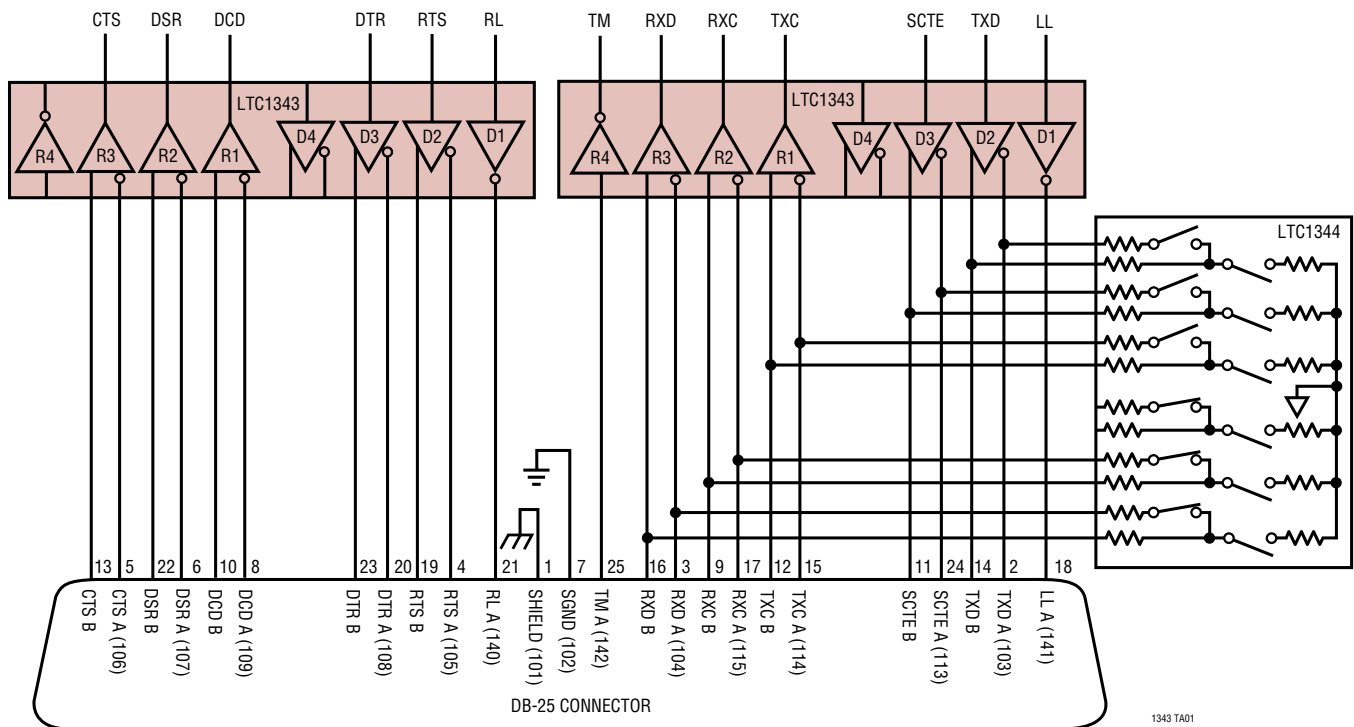 CTS DSR DCD DTR RTS RL TM RXD RXC TXC SCTE TXD LL
LTC1343 LTC1343
R4 R3 R2 R1 D4 D3 D2 D1 R4 R3 R2 R1 D4 D3 D2 D1
LTC1344
13 5 22 6 10 8 23 20 19 4 21 1 7 25 16 3 9 17 12 15 11 24 14 2 18
CTS B
CTS A (106)
DSR B
DSR A (107)
DCD B
DCD A (109)
DTR B
DTR A (108)
RTS B
RTS A (105)
RL A (140)
SHIELD (101)
SGND (102)
TM A (142)
RXD B
RXD A (104)
RXC B
RXC A (115)
TXC B
TXC A (114)
SCTE B
SCTE A (113)
TXD B
TXD A (103)
LL A (141)
DB-25 CONNECTOR
1343 TA01